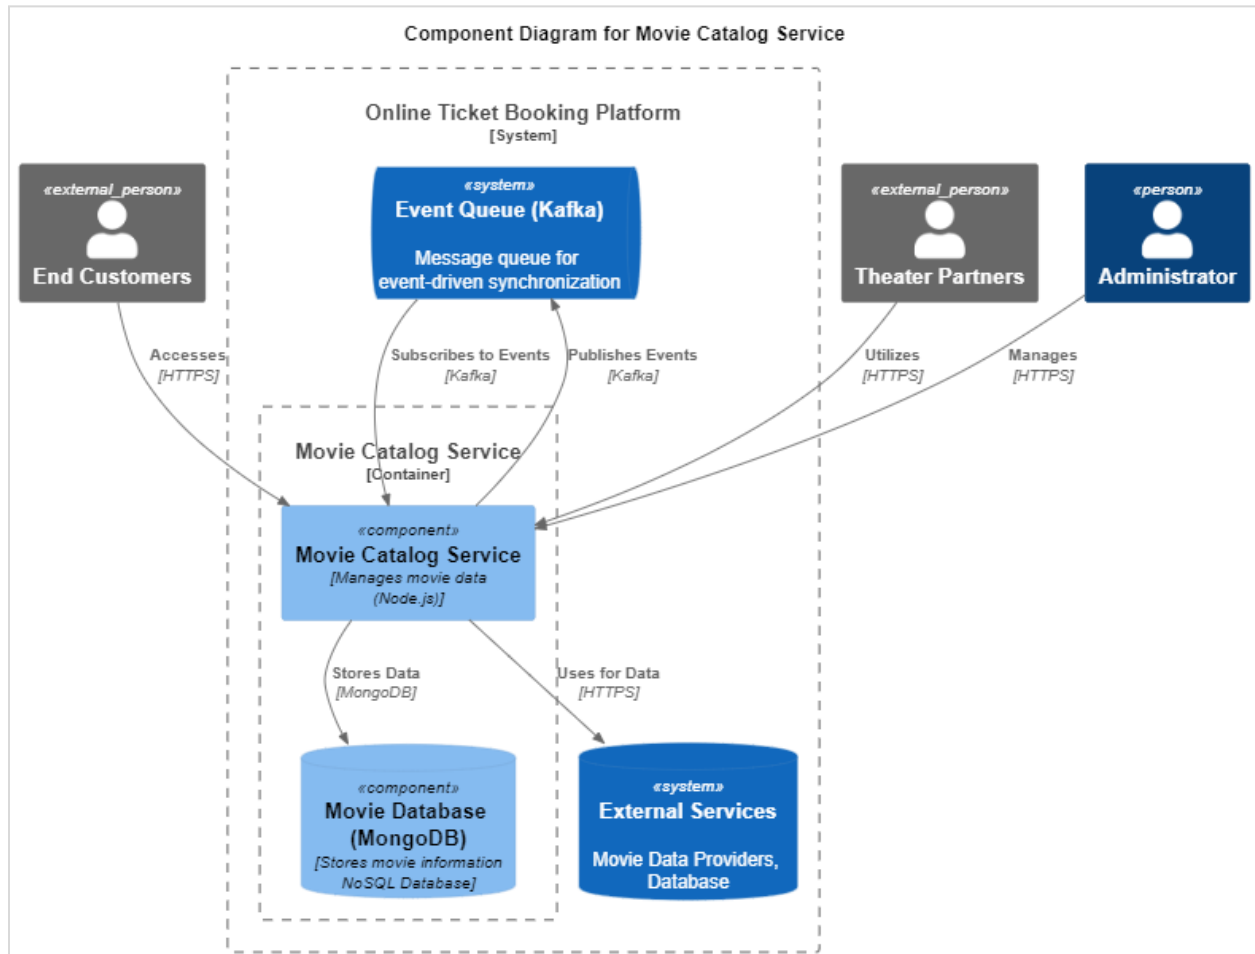 Component Diagram for Movie Catalog Service
Online Ticket Booking Platform
[System]
«external_person»
End Customers
«system»
Event Queue (Kafka)
Message queue for
event-driven synchronization
«external_person»
Theater Partners
«person»
Administrator
Accesses
[HTTPS]
Subscribes to Events
[Kafka]
Publishes Events
[Kafka]
Utilizes
[HTTPS]
Manages
[HTTPS]
Movie Catalog Service
[Container]
«component»
Movie Catalog Service
[Manages movie data
(Node.js)]
Stores Data
[MongoDB]
Uses for Data
[HTTPS]
«component»
Movie Database
(MongoDB)
[Stores movie information
NoSQL Database]
«system»
External Services
Movie Data Providers,
Database